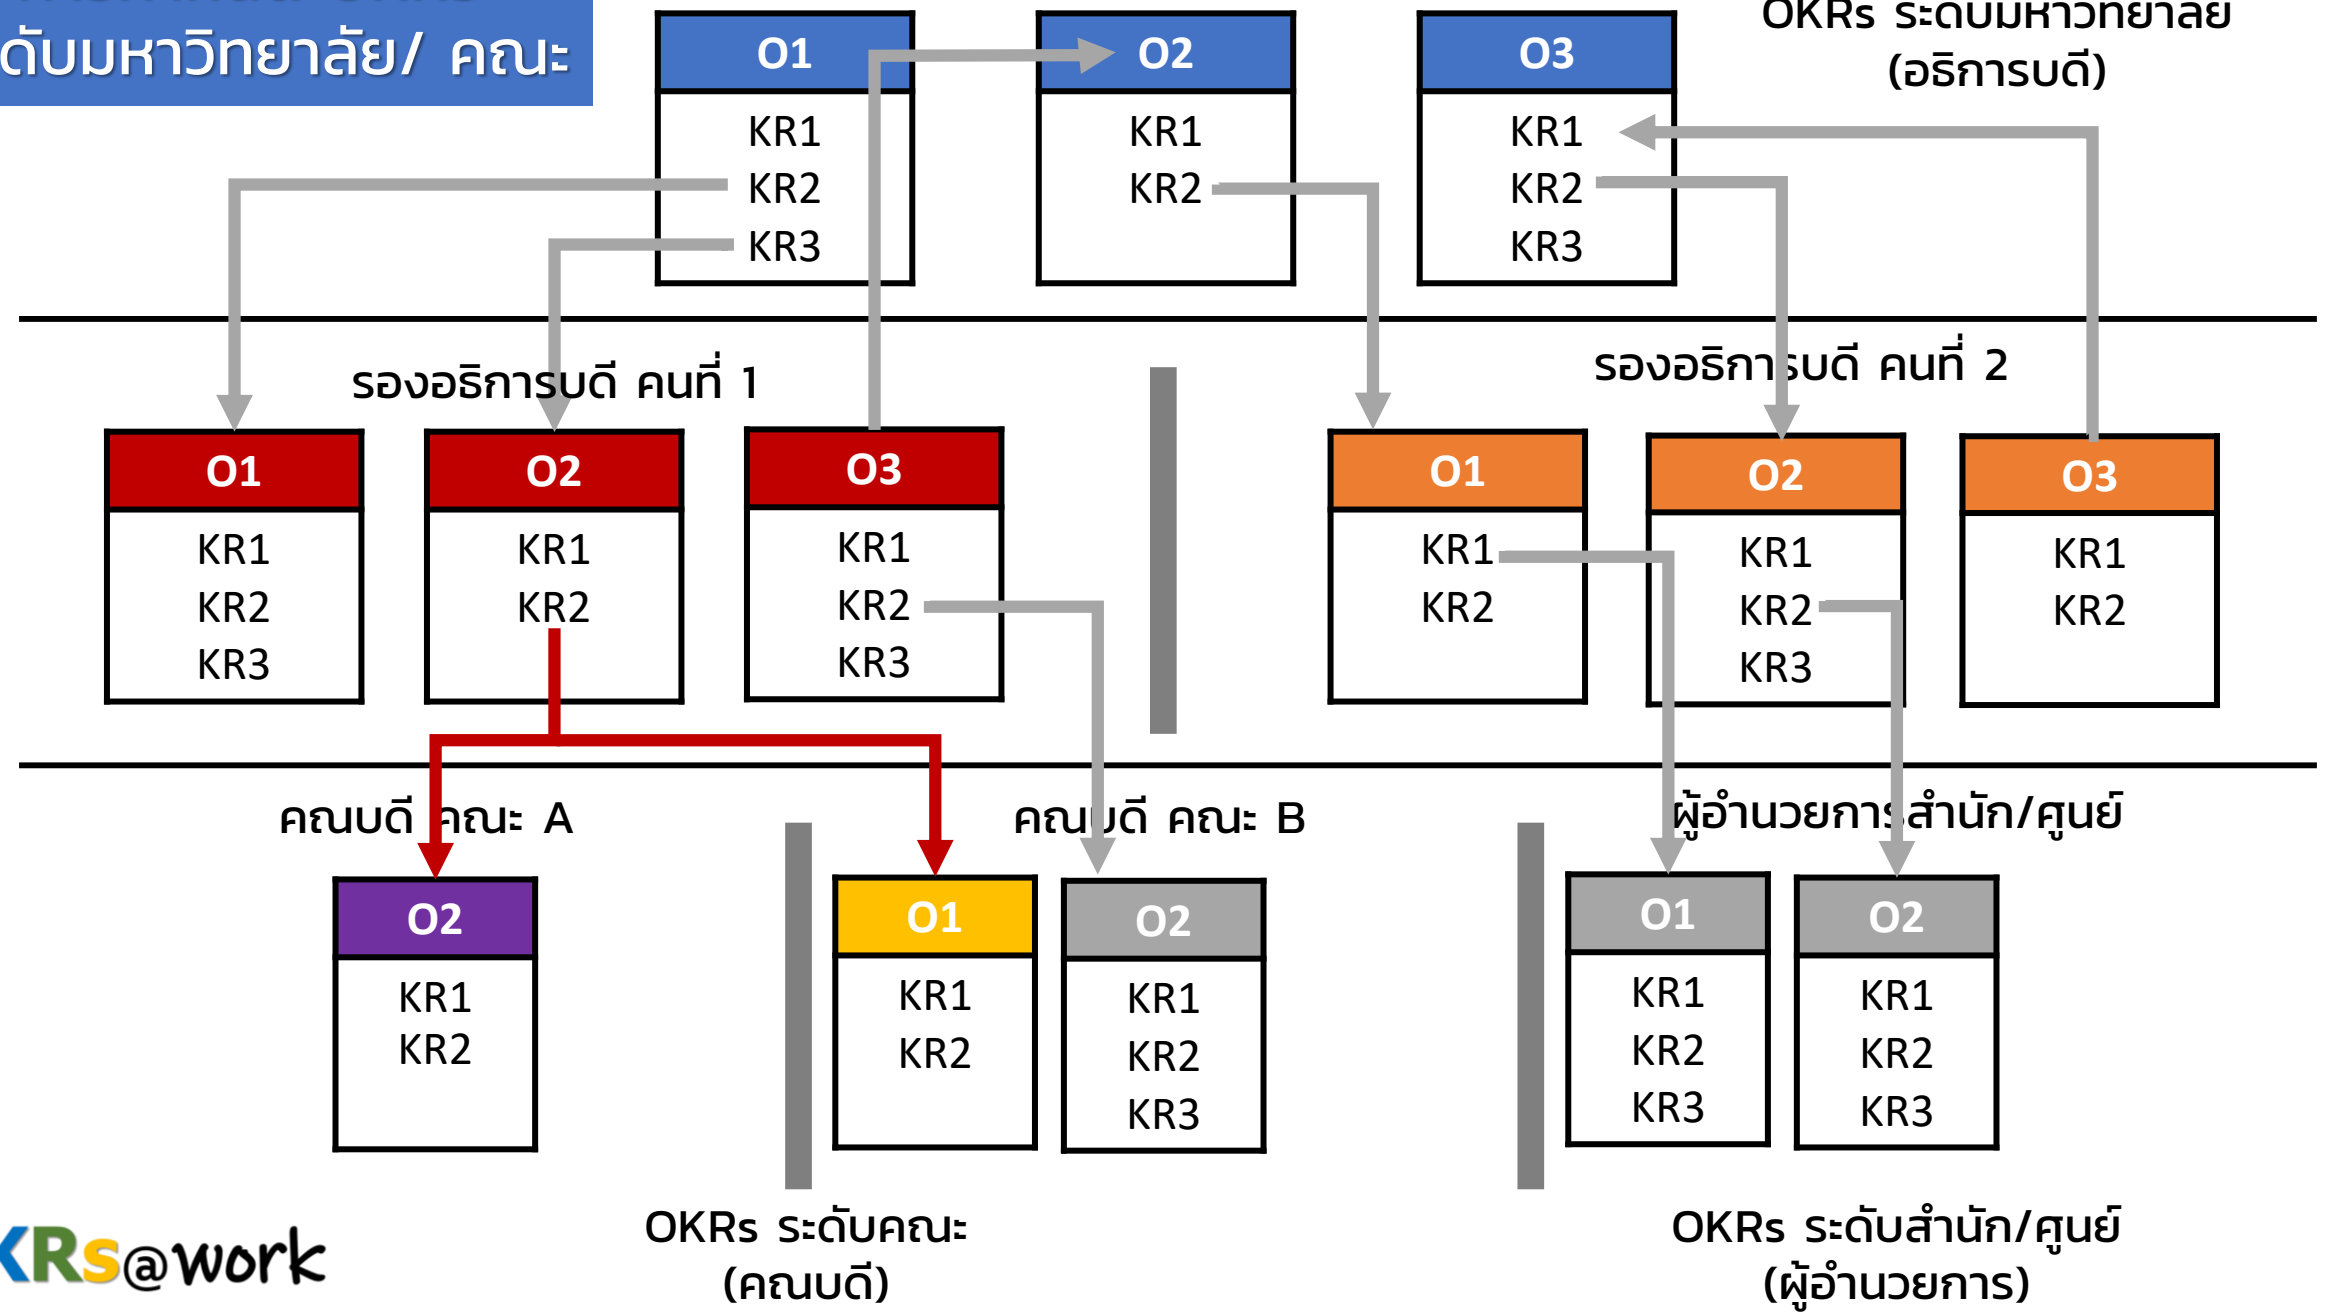 ดับมหาวิทยาลัย/ คณะ
OKRs ระดับมหาวิทยาลัย
(อธิการบดี)
O1
KR1
KR2
KR3
O2
KR1
KR2
O3
KR1
KR2
KR3
รองอธิการบดี คนที่ 1
O1
KR1
KR2
KR3
O2
KR1
KR2
O3
KR1
KR2
KR3
รองอธิการบดี คนที่ 2
O1
KR1
KR2
O2
KR1
KR2
KR3
O3
KR1
KR2
คณบดี คณะ A
O2
KR1
KR2
คณบดี คณะ B
O1
KR1
KR2
O2
KR1
KR2
KR3
ผู้อำนวยการสำนัก/ศูนย์
O1
KR1
KR2
KR3
O2
KR1
KR2
KR3
OKRs ระดับคณะ
(คณบดี)
OKRs ระดับสำนัก/ศูนย์
(ผู้อำนวยการ)
KRs@work